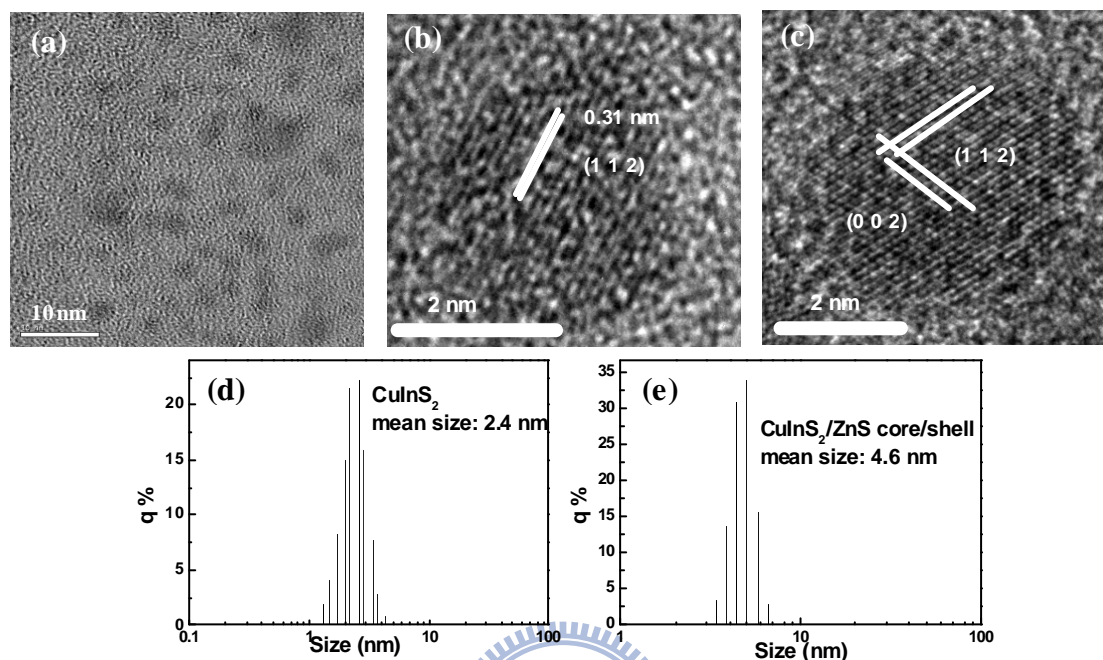 (a)
10 nm
(b)
0.31 nm
(1 1 2)
2 nm
(c)
(1 1 2)
(0 0 2)
2 nm
(d)
CuInS₂
mean size: 2.4 nm
q %
20
15
10
5
0
0.1
1
10
100
Size (nm)
(e)
CuInS₂/ZnS core/shell
mean size: 4.6 nm
q %
35
30
25
20
15
10
5
0
1
10
100
Size (nm)